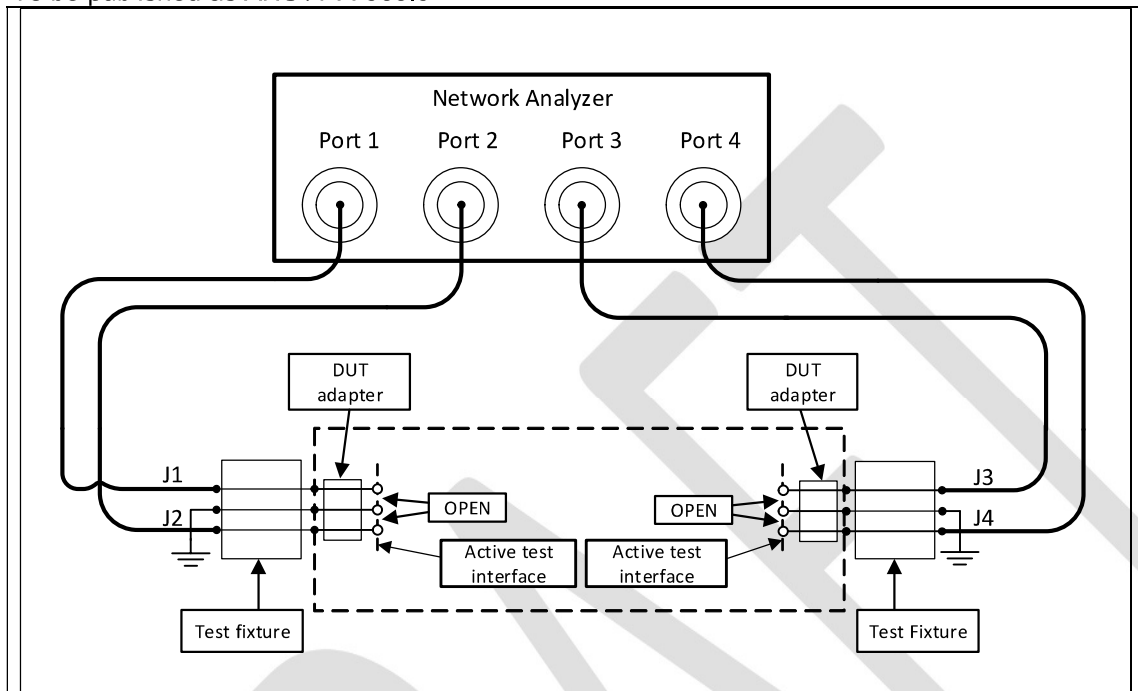 Network Analyzer
Port 1
Port 2
Port 3
Port 4
DUT
adapter
DUT
adapter
J1
J2
OPEN
OPEN
J3
J4
Active test
interface
Active test
interface
Test fixture
Test Fixture